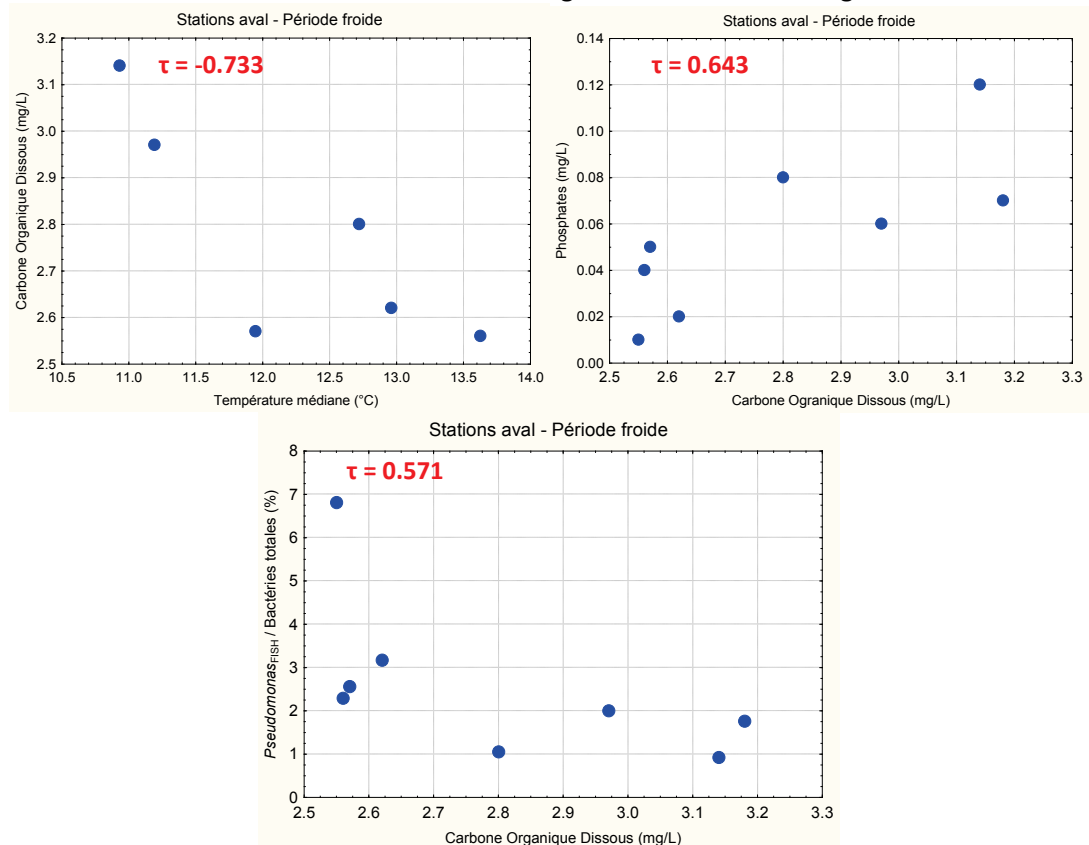 Stations aval - Période froide
τ = -0.733
Carbone Organique Dissous (mg/L)
3.2
3.1
3.0
2.9
2.8
2.7
2.6
2.5
10.5 11.0 11.5 12.0 12.5 13.0 13.5 14.0
Température médiane (°C)
Stations aval - Période froide
τ = 0.643
Phosphates (mg/L)
0.14
0.12
0.10
0.08
0.06
0.04
0.02
0.00
2.5 2.6 2.7 2.8 2.9 3.0 3.1 3.2 3.3
Carbone Ogranique Dissous (mg/L)
Stations aval - Période froide
τ = 0.571
Pseudomonas FISH / Bactéries totales (%)
8
7
6
5
4
3
2
1
0
2.5 2.6 2.7 2.8 2.9 3.0 3.1 3.2 3.3
Carbone Organique Dissous (mg/L)